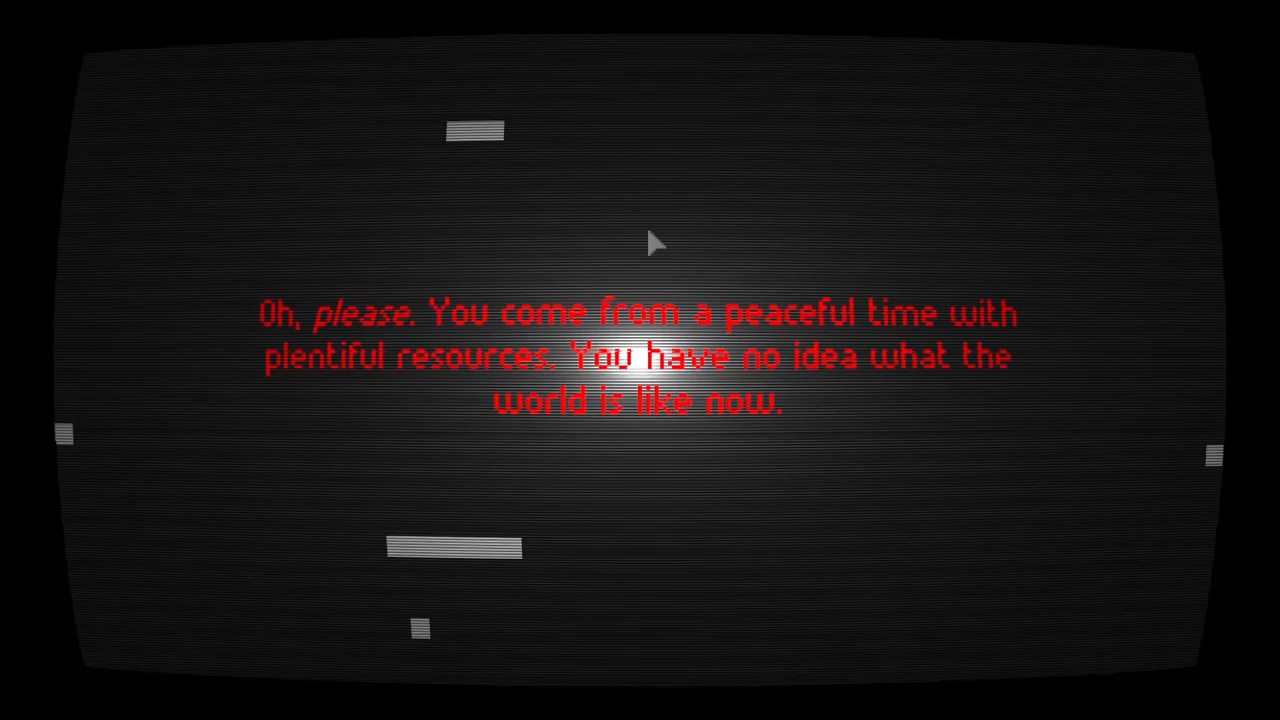 Oh, please. You come from a peaceful time with
plentiful resources. You have no idea what the
world is like now.